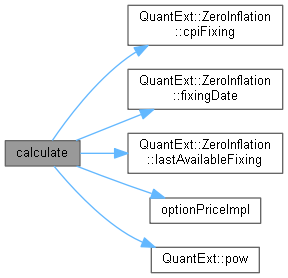 QuantExt::ZeroInflation
::cpiFixing
QuantExt::ZeroInflation
::fixingDate
calculate
QuantExt::ZeroInflation
::lastAvailableFixing
optionPriceImpl
QuantExt::pow